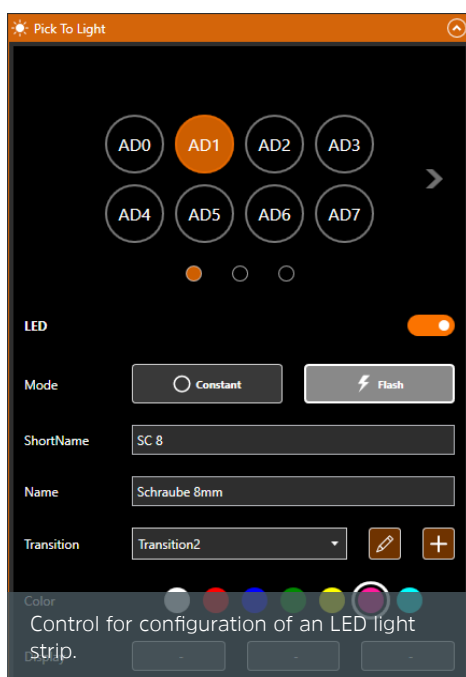 Pick To Light
AD0 AD1 AD2 AD3
AD4 AD5 AD6 AD7
LED
Mode Constant Flash
ShortName SC 8
Name Schraube 8mm
Transition Transition2
Color
Control for configuration of an LED light
strip.
Display - - -